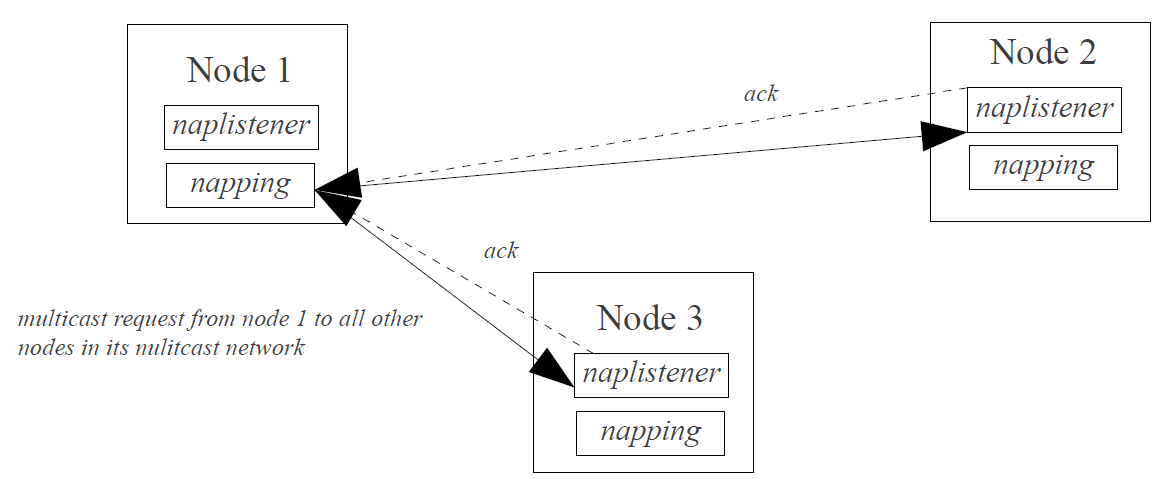 Node 1
naplistener
napping
Node 2
naplistener
napping
ack
ack
multicast request from node 1 to all other
nodes in its nulitcast network
Node 3
naplistener
napping